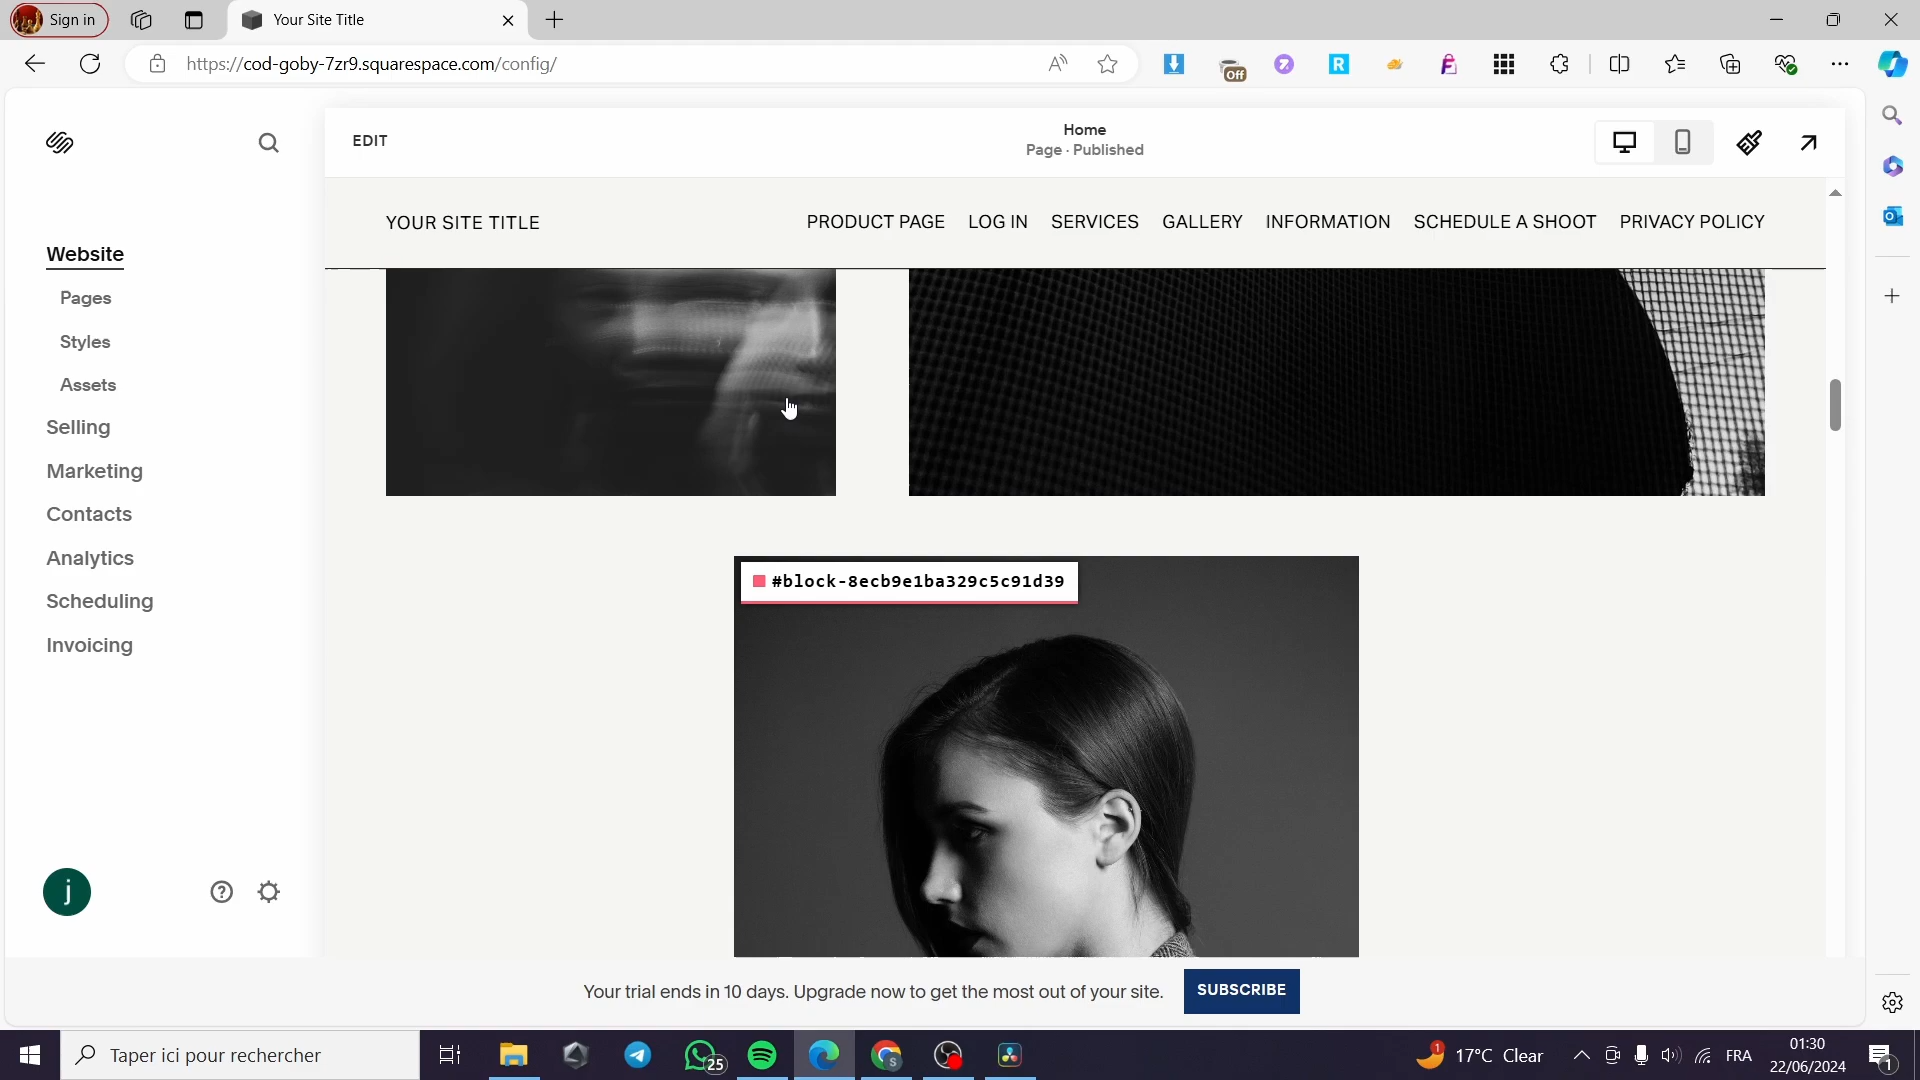 Sign in
Your Site Title
https://cod-goby-7zr9.squarespace.com/config/
Off
EDIT
Home
Page · Published
YOUR SITE TITLE
PRODUCT PAGE LOG IN SERVICES GALLERY INFORMATION SCHEDULE A SHOOT PRIVACY POLICY
Website
Pages
Styles
Assets
Selling
Marketing
Contacts
Analytics
Scheduling
Invoicing
j
#block-8ecb9e1ba329c5c91d39
Your trial ends in 10 days. Upgrade now to get the most out of your site.
SUBSCRIBE
Taper ici pour rechercher
25
1
17°C Clear
FRA
01:30
22/06/2024
1